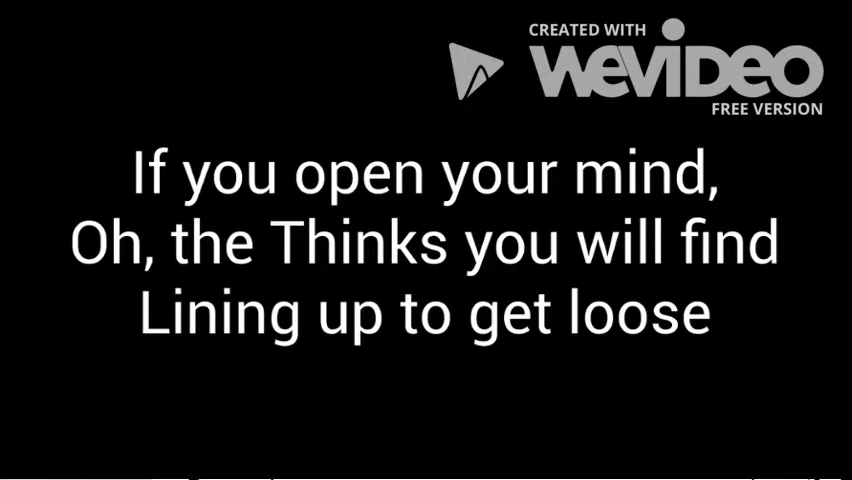 CREATED WITH
WEVIDEO
FREE VERSION
If you open your mind,
Oh, the Thinks you will find
Lining up to get loose